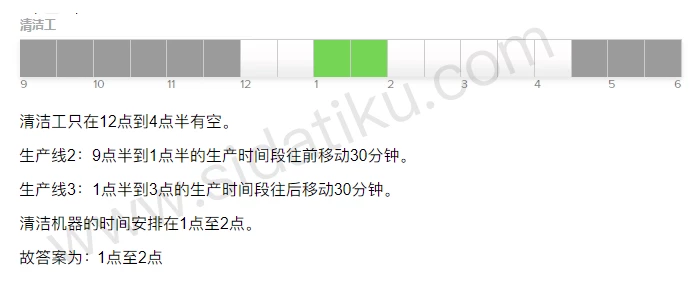 清洁工
9 10 11 12 1 2 3 4 5 6
清洁工只在12点到4点半有空。
生产线2：9点半到1点半的生产时间段往前移动30分钟。
生产线3：1点半到3点的生产时间段往后移动30分钟。
清洁机器的时间安排在1点至2点。
故答案为：1点至2点
www.sidatiku.com